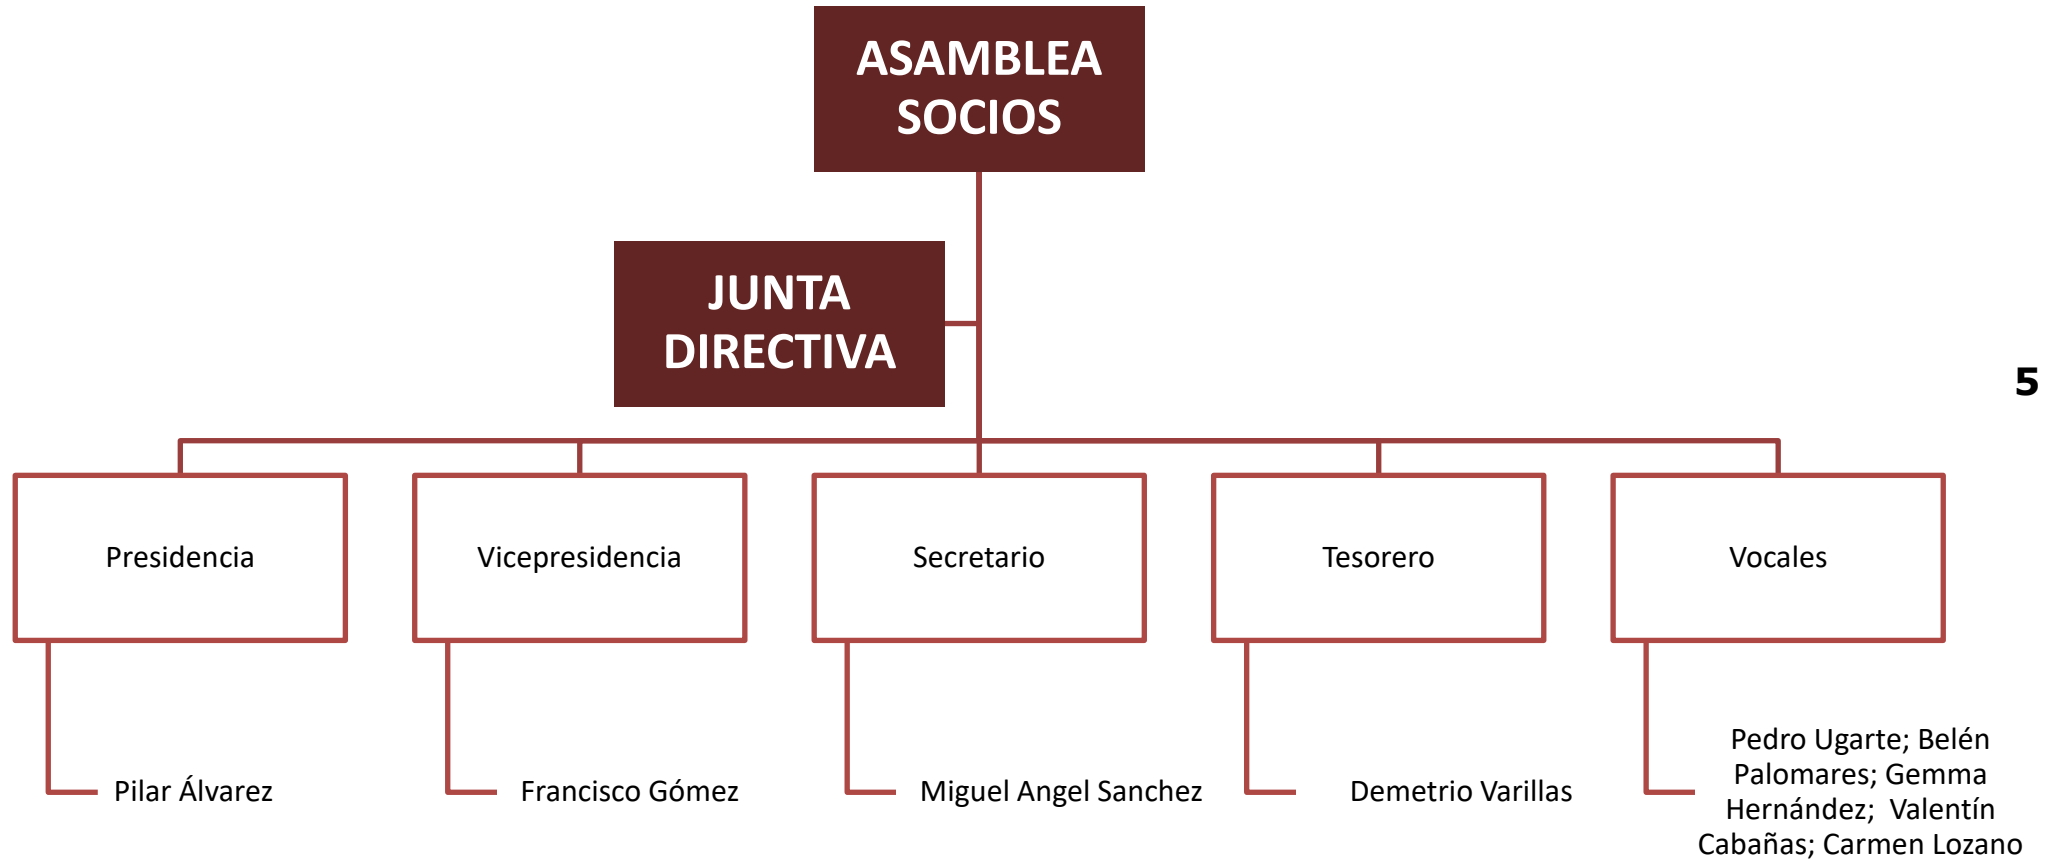 ASAMBLEA
SOCIOS
JUNTA
DIRECTIVA
5
Presidencia
Vicepresidencia
Secretario
Tesorero
Vocales
Pilar Álvarez
Francisco Gómez
Miguel Angel Sanchez
Demetrio Varillas
Pedro Ugarte; Belén
Palomares; Gemma
Hernández;  Valentín
Cabañas; Carmen Lozano